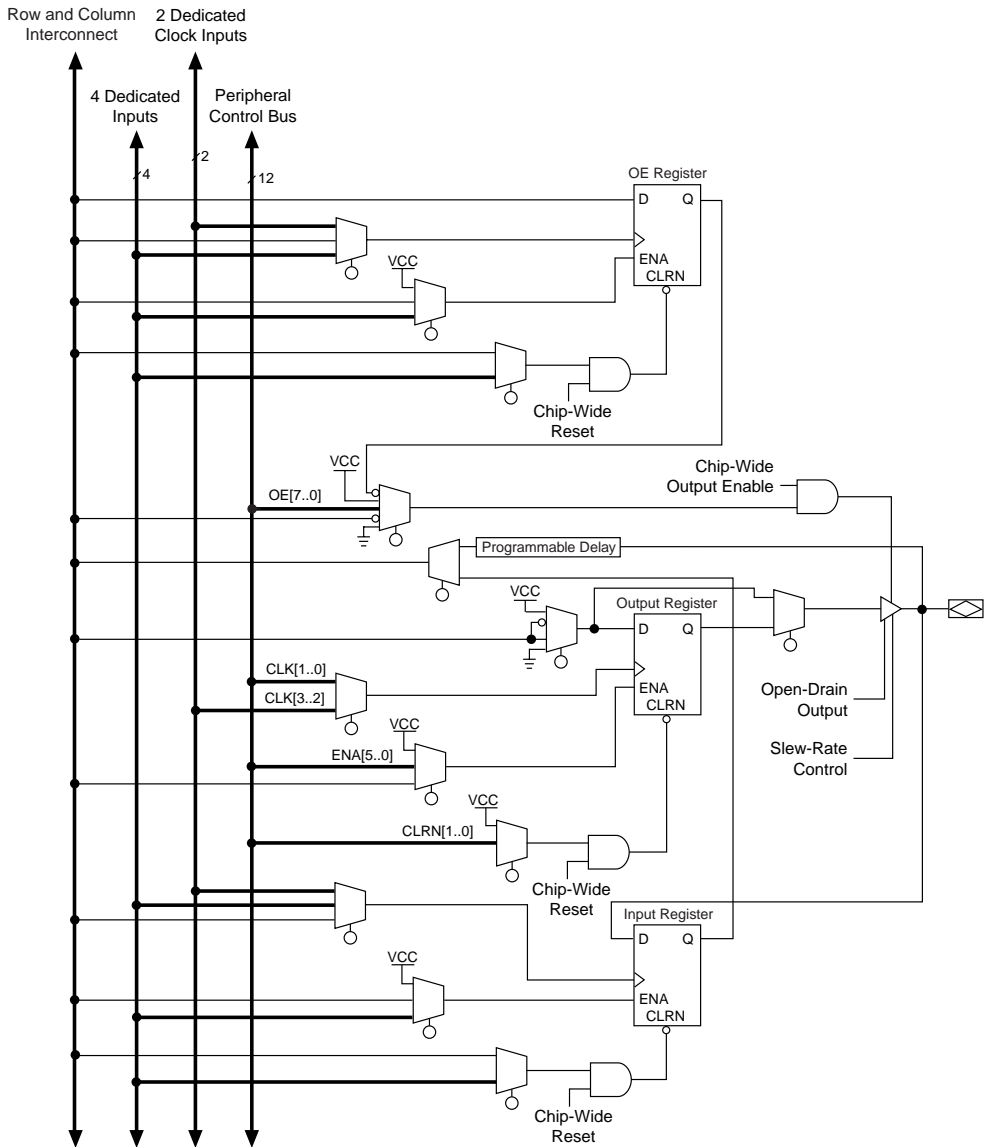 Row and Column
Interconnect
2 Dedicated
Clock Inputs
4 Dedicated
Inputs
Peripheral
Control Bus
2
4
12
OE Register
D Q
ENA
CLRN
VCC
Chip-Wide
Reset
VCC
OE[7..0]
Chip-Wide
Output Enable
Programmable Delay
VCC
Output Register
D Q
ENA
CLRN
CLK[1..0]
CLK[3..2]
VCC
ENA[5..0]
Open-Drain
Output
Slew-Rate
Control
VCC
CLRN[1..0]
Chip-Wide
Reset
Input Register
D Q
ENA
CLRN
VCC
Chip-Wide
Reset